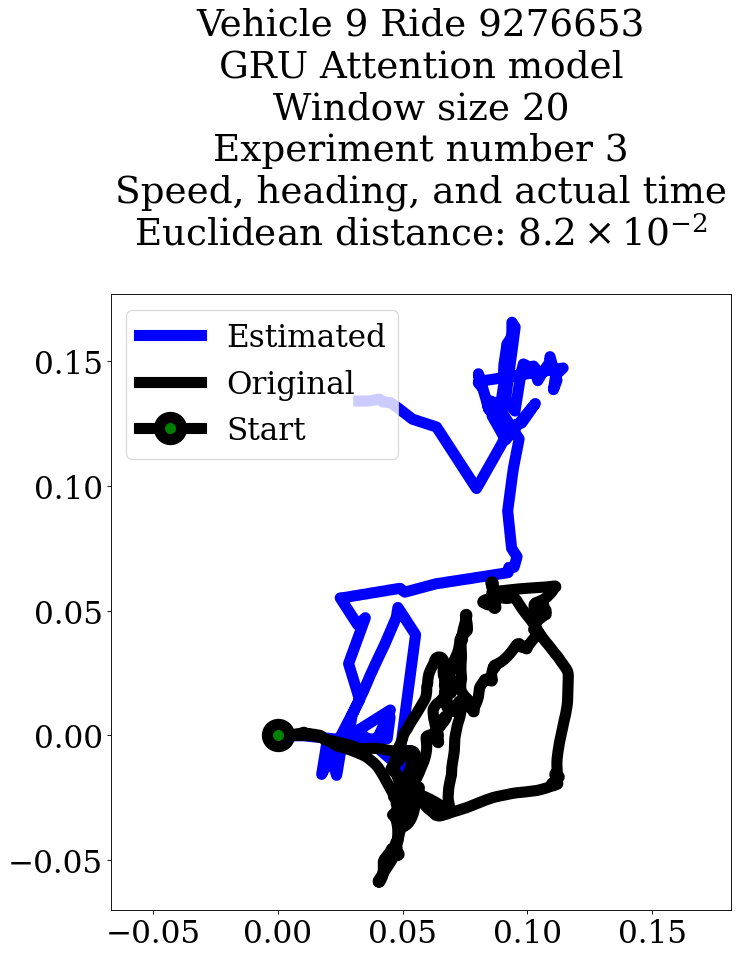 Vehicle 9 Ride 9276653
GRU Attention model
Window size 20
Experiment number 3
Speed, heading, and actual time
Euclidean distance: 8.2 × 10⁻²
Estimated
Original
Start
0.15
0.10
0.05
0.00
−0.05
−0.05 0.00 0.05 0.10 0.15